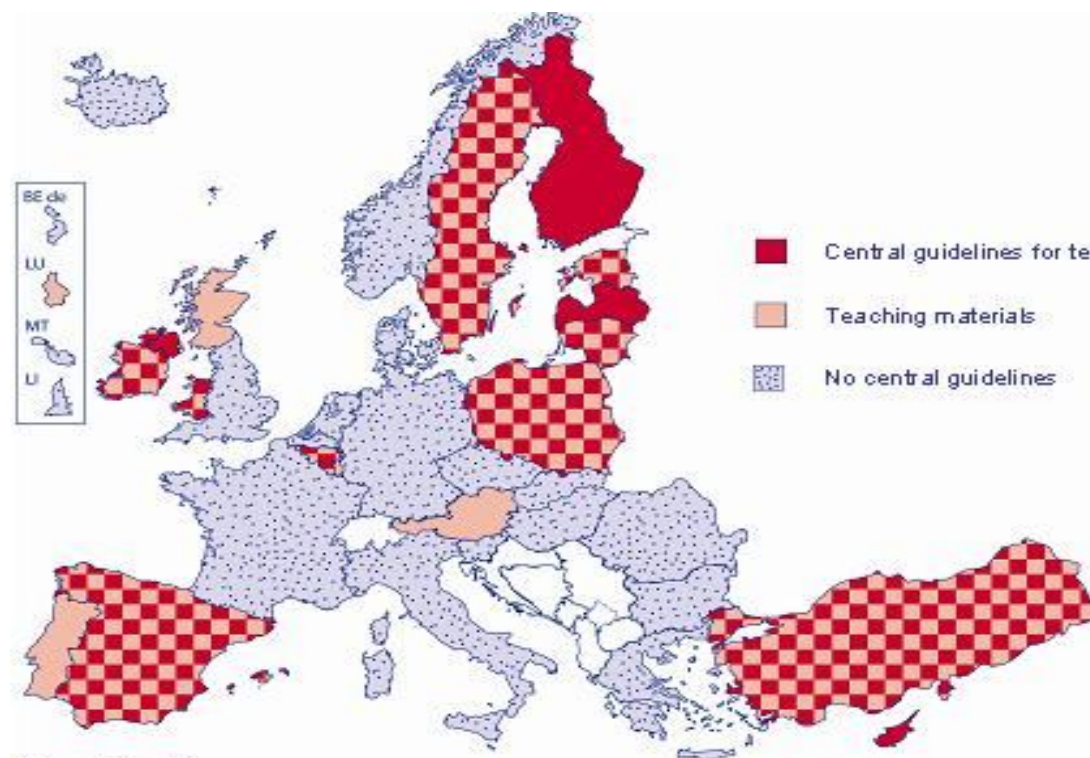 BE de
LU
MT
LI
Central guidelines for te
Teaching materials
No central guidelines